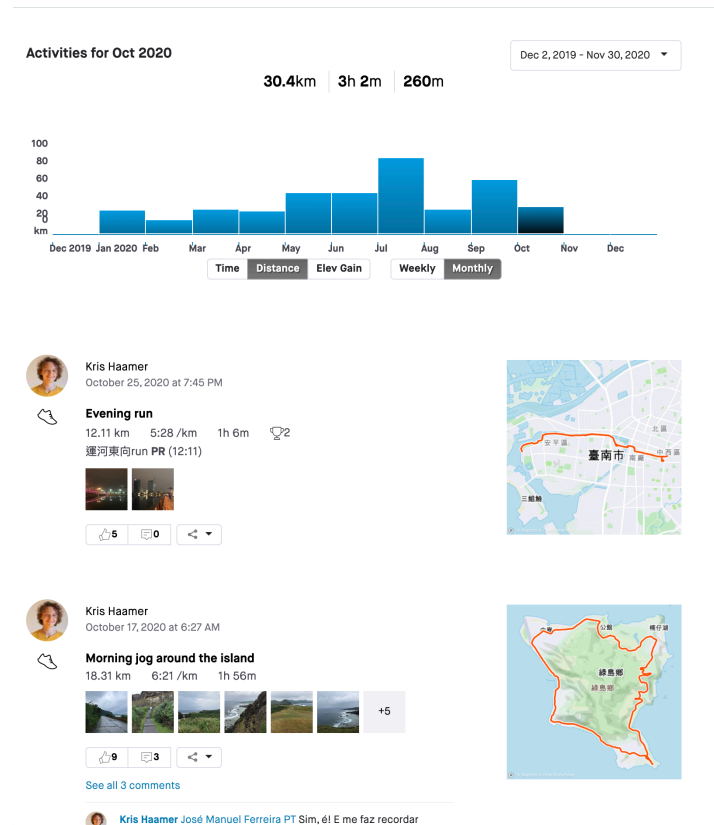 Activities for Oct 2020
Dec 2, 2019 - Nov 30, 2020
30.4km 3h 2m 260m
100
80
60
40
20
0
km
Dec 2019 Jan 2020 Feb Mar Apr May Jun Jul Aug Sep Oct Nov Dec
Time Distance Elev Gain Weekly Monthly
Kris Haamer
October 25, 2020 at 7:45 PM
Evening run
12.11 km 5:28 /km 1h 6m 2
運河東向run PR (12:11)
5 0
北區
安平區
臺南市 南廠 中西區
三鯤鯓
Kris Haamer
October 17, 2020 at 6:27 AM
Morning jog around the island
18.31 km 6:21 /km 1h 56m
+5
9 3
See all 3 comments
公館
綠島鄉
綠島鄉
Kris Haamer José Manuel Ferreira PT Sim, é! E me faz recordar